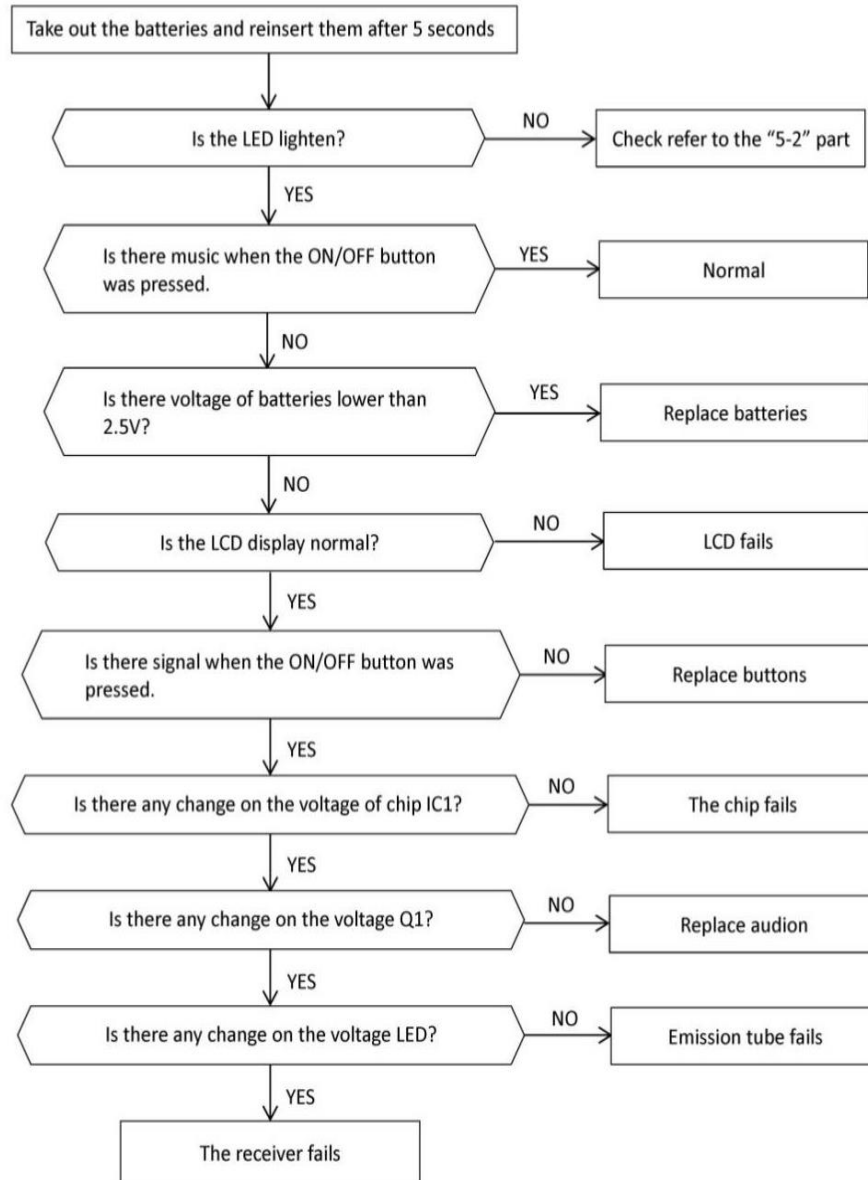 Take out the batteries and reinsert them after 5 seconds
Is the LED lighten?
NO
Check refer to the “5-2” part
YES
Is there music when the ON/OFF button
was pressed.
YES
Normal
NO
Is there voltage of batteries lower than
2.5V?
YES
Replace batteries
NO
Is the LCD display normal?
NO
LCD fails
YES
Is there signal when the ON/OFF button was
pressed.
NO
Replace buttons
YES
Is there any change on the voltage of chip IC1?
NO
The chip fails
YES
Is there any change on the voltage Q1?
NO
Replace audion
YES
Is there any change on the voltage LED?
NO
Emission tube fails
YES
The receiver fails